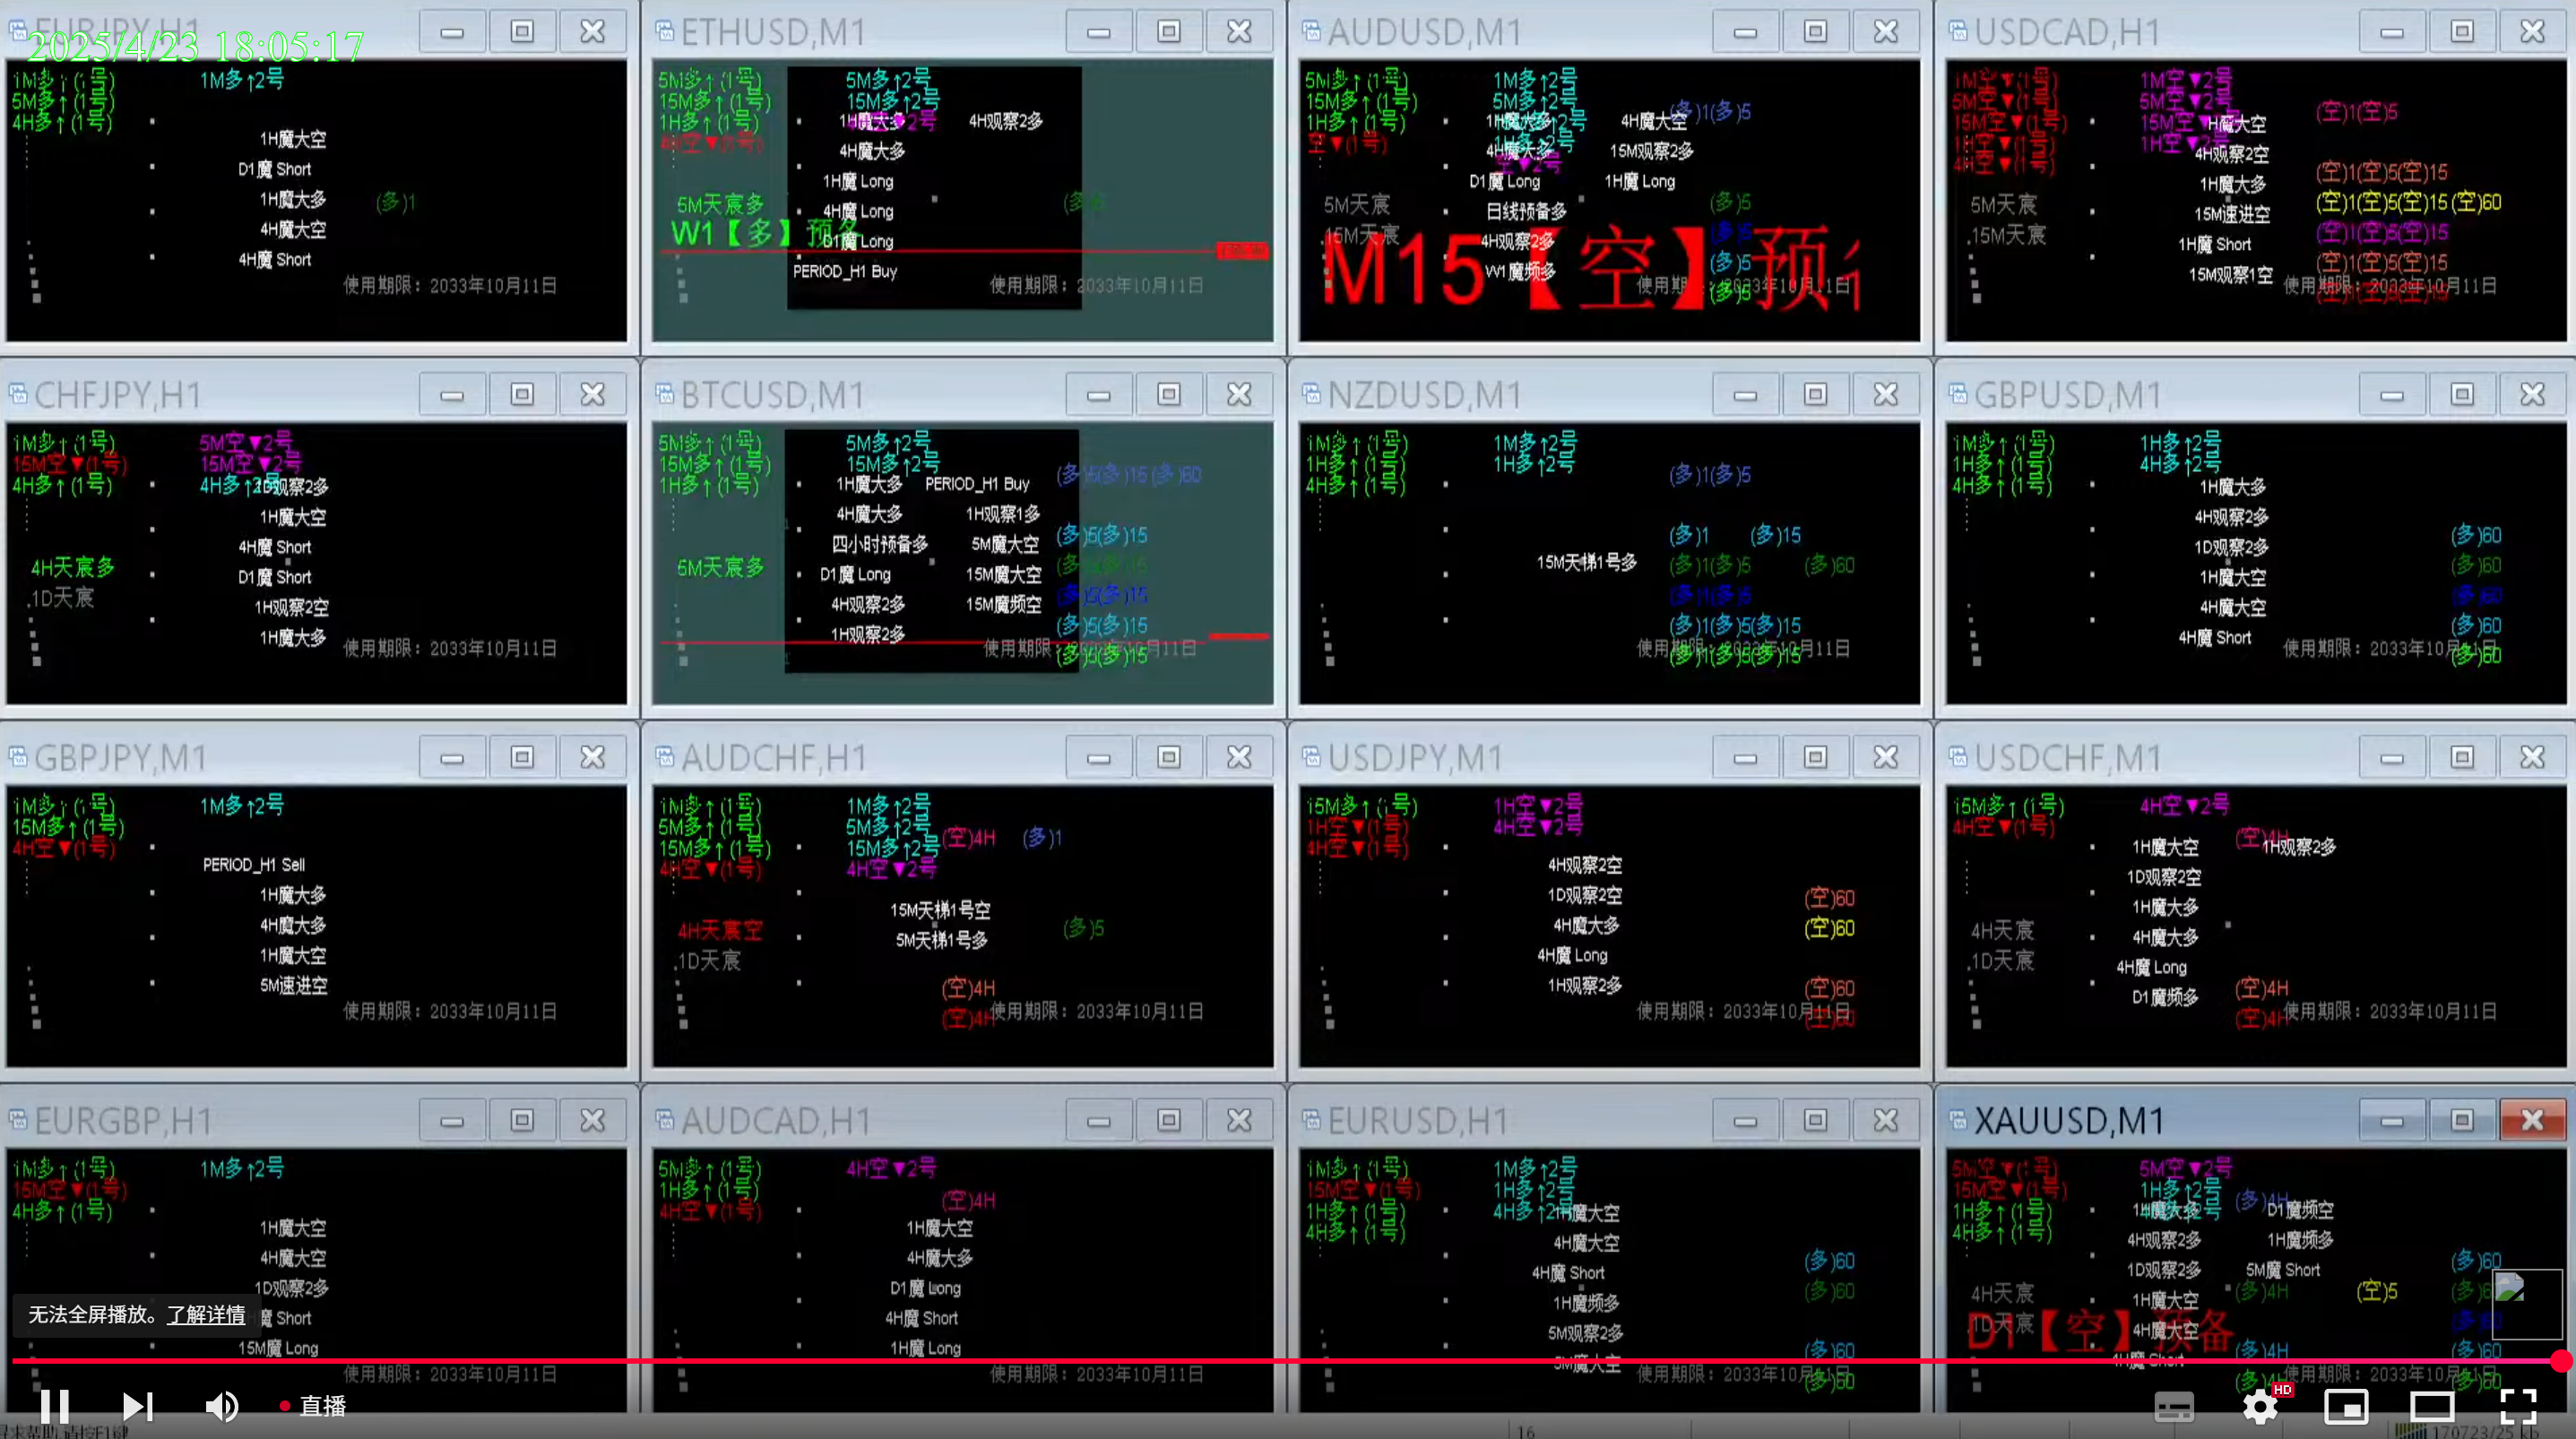 EURJPY,H1
2025/4/23 18:05:17
1M多↑(1号)
5M多↑(1号)
4H多↑(1号)
1M多↑2号
1H魔大空
D1魔 Short
1H魔大多
(多)1
4H魔大空
4H魔 Short
使用期限：2033年10月11日
ETHUSD,M1
5M多↑(1号)
15M多↑(1号)
1H多↑(1号)
4H空▼(1号)
5M多↑2号
15M多↑2号
1H魔大多
4H观察2多
4H魔大多
1H魔 Long
5M天宸多
4H魔 Long
W1【多】预备
D1魔 Long
PERIOD_H1 Buy
使用期限：2033年10月11日
AUDUSD,M1
5M多↑(1号)
15M多↑(1号)
1H多↑(1号)
空▼(1号)
1M多↑2号
5M多↑2号
(多)1(多)5
4H魔大空
4H魔大多
15M观察2多
空▼2号
D1魔 Long
1H魔 Long
5M天宸
日线预备多
(多)5
15M天宸
4H观察2多
(多)5
(多)5
M15【空】预
W1魔频多
(多)5
USDCAD,H1
1M空▼(1号)
5M空▼(1号)
15M空▼(1号)
1H空▼(1号)
4H空▼(1号)
1M空▼2号
5M空▼2号
15M空▼2号
1H空▼2号
(空)1(空)5
H魔大空
4H观察2空
1H魔大多
(空)1(空)5(空)15
5M天宸
15M速进空
(空)1(空)5(空)15(空)60
15M天宸
1H魔 Short
(空)1(空)5(空)15
15M观察1空
(空)1(空)5(空)15
使用期限：2033年10月11日
CHFJPY,H1
1M多↑(1号)
15M空▼(1号)
4H多↑(1号)
5M空▼2号
15M空▼2号
4H多↑2号
1D观察2多
1H魔大空
4H魔 Short
4H天宸多
D1魔 Short
1D天宸
1H观察2空
1H魔大多
使用期限：2033年10月11日
BTCUSD,M1
5M多↑(1号)
15M多↑(1号)
1H多↑(1号)
5M多↑2号
15M多↑2号
(多)5(多)15(多)60
1H魔大多
PERIOD_H1 Buy
4H魔大多
1H观察1多
四小时预备多
5M魔大空
(多)5(多)15
5M天宸多
D1魔 Long
15M魔大空
(多)5(多)15
4H观察2多
15M魔频空
(多)5(多)15
1H观察2多
(多)5(多)15
(多)5(多)15
使用期限：2033年10月11日
NZDUSD,M1
1M多↑(1号)
1H多↑(1号)
4H多↑(1号)
1M多↑2号
1H多↑2号
(多)1(多)5
(多)1 (多)15
15M天梯1号多
(多)1(多)5 (多)60
(多)1(多)5
(多)1(多)5(多)15
(多)1(多)5(多)15
使用期限：2033年10月11日
GBPUSD,M1
1M多↑(1号)
1H多↑(1号)
4H多↑(1号)
1H多↑2号
4H多↑2号
1H魔大多
4H观察2多
1D观察2多
(多)60
1H魔大空
(多)60
4H魔大空
(多)60
4H魔 Short
(多)60
(多)60
使用期限：2033年10月11日
GBPJPY,M1
1M多↑(1号)
15M多↑(1号)
4H空▼(1号)
1M多↑2号
PERIOD_H1 Sell
1H魔大多
4H魔大多
1H魔大空
5M速进空
使用期限：2033年10月11日
AUDCHF,H1
1M多↑(1号)
5M多↑(1号)
15M多↑(1号)
4H空▼(1号)
1M多↑2号
5M多↑2号
15M多↑2号
4H空▼2号
(空)4H (多)1
15M天梯1号空
4H天宸空
5M天梯1号多
(多)5
1D天宸
(空)4H
(空)4H
使用期限：2033年10月11日
USDJPY,M1
15M多↑(1号)
1H空▼(1号)
4H空▼(1号)
1H空▼2号
4H空▼2号
4H观察2空
1D观察2空
(空)60
4H魔大多
(空)60
4H魔 Long
1H观察2多
(空)60
(空)60
使用期限：2033年10月11日
USDCHF,M1
15M多↑(1号)
4H空▼(1号)
4H空▼2号
(空)4H
1H魔大空
1H观察2多
1D观察2空
1H魔大多
4H天宸
4H魔大多
1D天宸
4H魔 Long
D1魔频多
(空)4H
(空)4H
使用期限：2033年10月11日
EURGBP,H1
1M多↑(1号)
15M空▼(1号)
4H多↑(1号)
1M多↑2号
1H魔大空
4H魔大空
1D观察2多
魔 Short
15M魔 Long
使用期限：2033年10月11日
无法全屏播放。了解详情
AUDCAD,H1
5M多↑(1号)
1H多↑(1号)
4H空▼(1号)
4H空▼2号
(空)4H
1H魔大空
4H魔大多
D1魔 Long
4H魔 Short
1H魔 Long
使用期限：2033年10月11日
EURUSD,H1
1M多↑(1号)
15M空▼(1号)
1H多↑(1号)
4H多↑(1号)
1M多↑2号
1H多↑2号
4H多↑2号
1H魔大空
4H魔大空
4H魔 Short
(多)60
1H魔频多
(多)60
5M观察2多
(多)60
5M魔大空
(多)60
使用期限：2033年10月11日
XAUUSD,M1
5M空▼(1号)
15M空▼(1号)
1H多↑(1号)
4H多↑(1号)
5M空▼2号
1H多↑2号
(多)4H
D1魔频空
4H观察2多
1H魔频多
1D观察2多
5M魔 Short
(多)60
4H天宸
1H魔大空
(多)4H
(空)5
1D天宸
D1【空】预备
4H魔大空
(多)4H
(多)60
4H魔 Short
使用期限：2033年10月11日
直播
HD
16
170723/25 kb